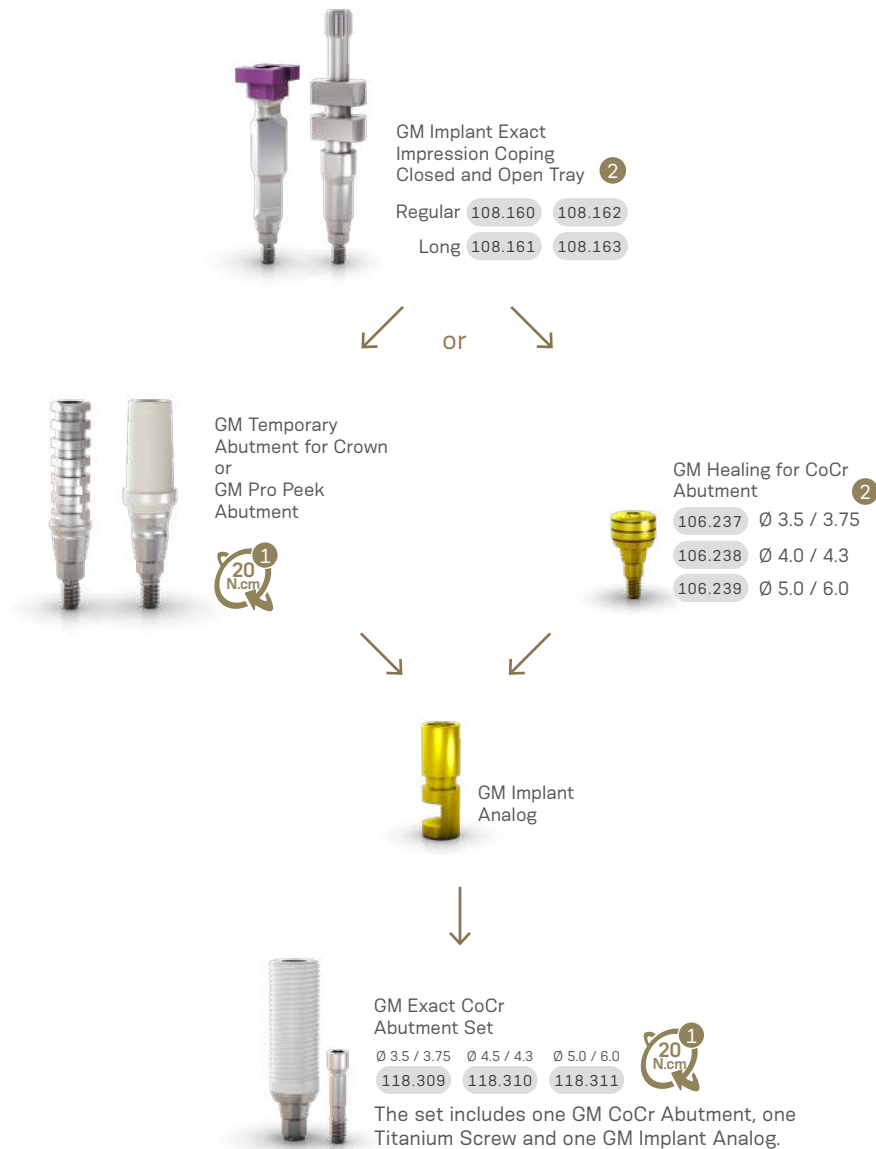 GM Implant Exact
Impression Coping
Closed and Open Tray 2
Regular 108.160 108.162
Long 108.161 108.163
or
GM Temporary
Abutment for Crown
or
GM Pro Peek
Abutment
20 N.cm 1
GM Healing for CoCr
Abutment 2
106.237 Ø 3.5 / 3.75
106.238 Ø 4.0 / 4.3
106.239 Ø 5.0 / 6.0
GM Implant
Analog
GM Exact CoCr
Abutment Set
Ø 3.5 / 3.75 Ø 4.5 / 4.3 Ø 5.0 / 6.0
118.309 118.310 118.311
20 N.cm 1
The set includes one GM CoCr Abutment, one
Titanium Screw and one GM Implant Analog.